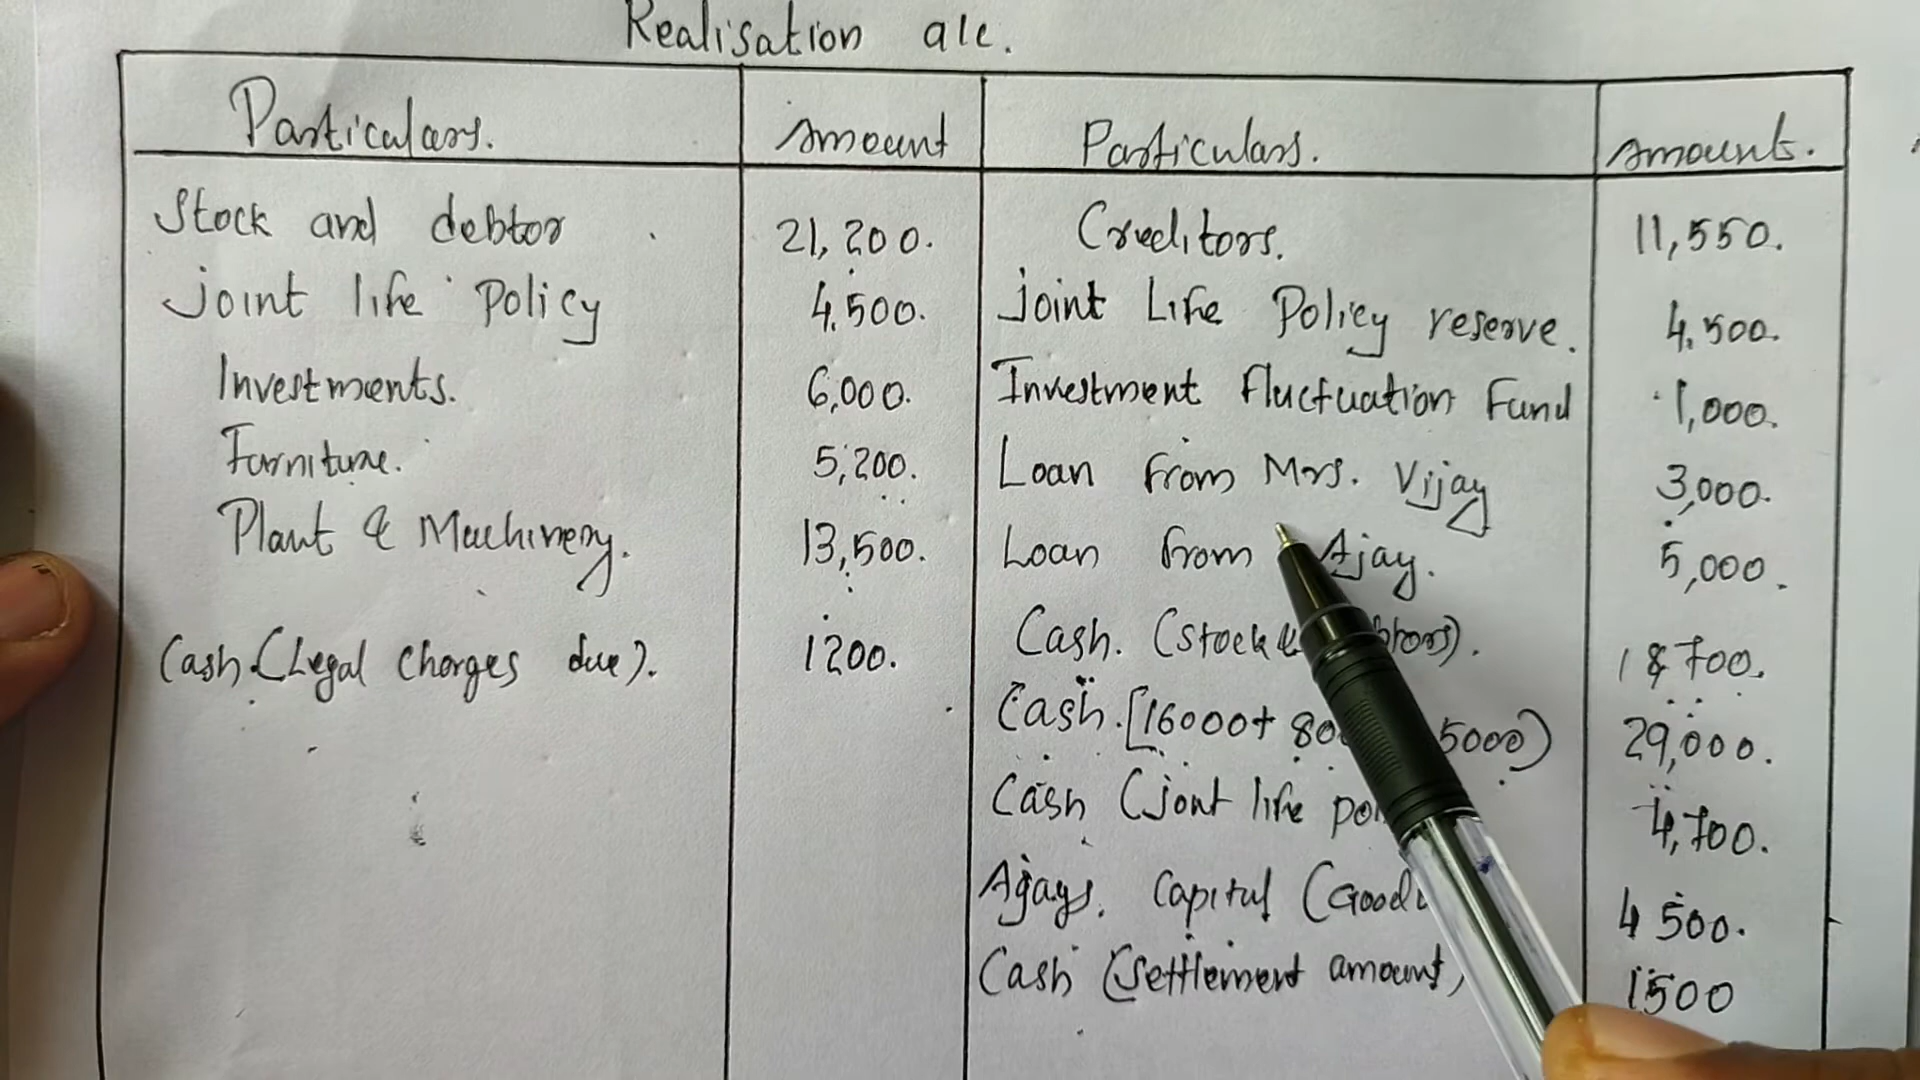 Realisation a/c.
Particulars. Amount Particulars. Amount.
Stock and debtor 21,200. Creditors. 11,550.
Joint life Policy 4,500. Joint Life Policy reserve. 4,500.
Investments. 6,000. Investment Fluctuation Fund 1,000.
Furniture. 5,200. Loan from Mrs. Vijay 3,000.
Plant & Machinery. 13,500. Loan from Ajay. 5,000.
Cash. (Stock 18700.
Cash (Legal Charges due). 1200.
Cash. [16000+ 5000) 29,000.
Cash (Jont life 4,700.
Ajays. Capital 4500.
Cash (Settlement amount) 1500